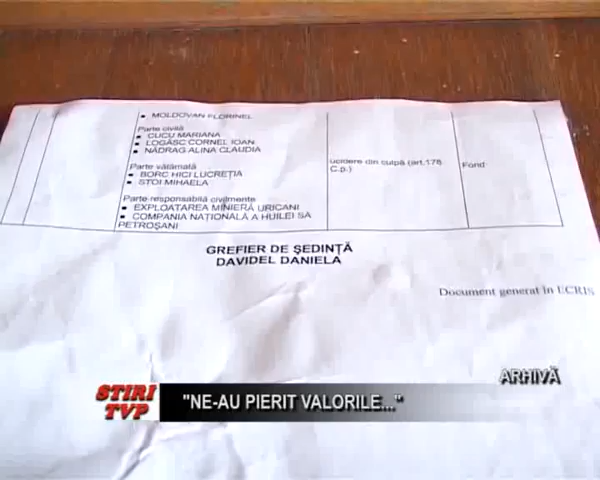 MOLDOVAN FLORINEL
Parte civilă
CUCU MARIANA
LOGĂSC CORNEL IOAN
NĂDRAG ALINA CLAUDIA
Parte vătămată
BORC HICI LUCREȚIA
STOI MIHAELA
Parte responsabilă civilmente
EXPLOATAREA MINIERĂ URICANI
COMPANIA NAȚIONALĂ A HUILEI SA
PETROȘANI
ucidere din culpă (art.178
C.p.)
Fond
GREFIER DE ȘEDINȚĂ
DAVIDEL DANIELA
Document generat în ECRIS
ARHIVĂ
STIRI
TVP
"NE-AU PIERIT VALORILE..."